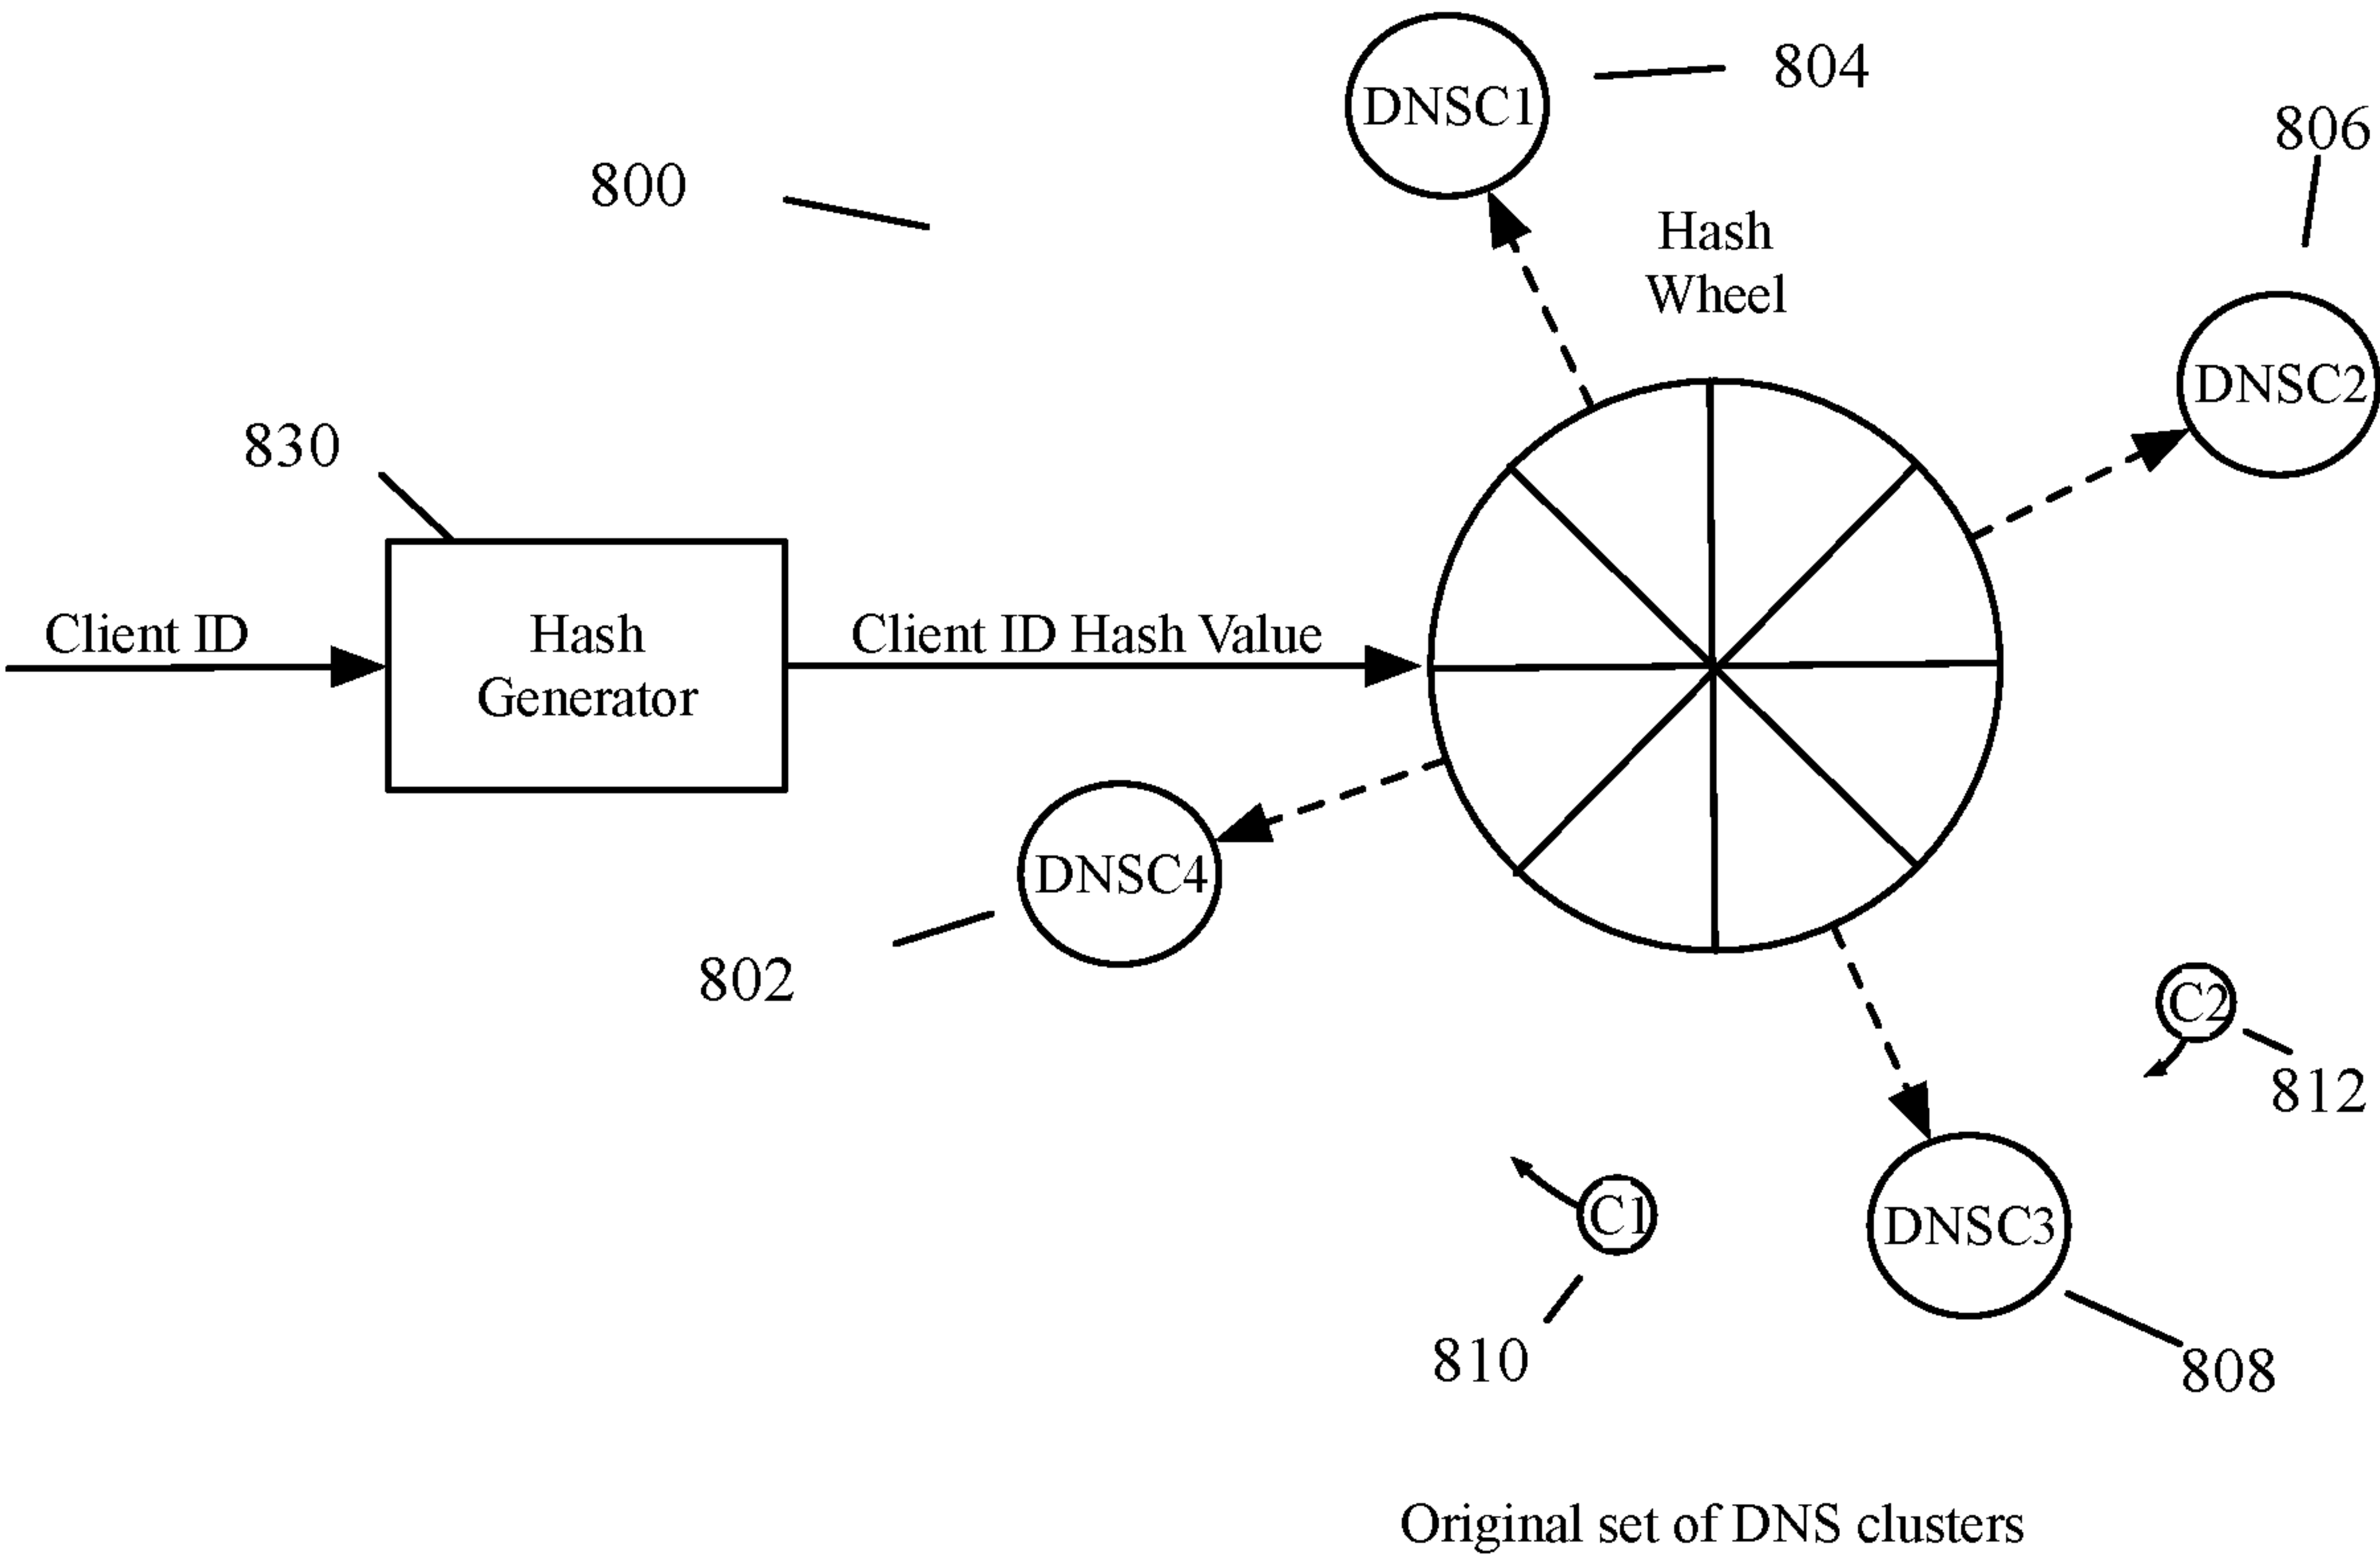 804
DNSC1
806
800
Hash
Wheel
DNSC2
830
Client ID
Hash
Generator
Client ID Hash Value
DNSC4
802
C2
812
C1
DNSC3
810
808
Original set of DNS clusters